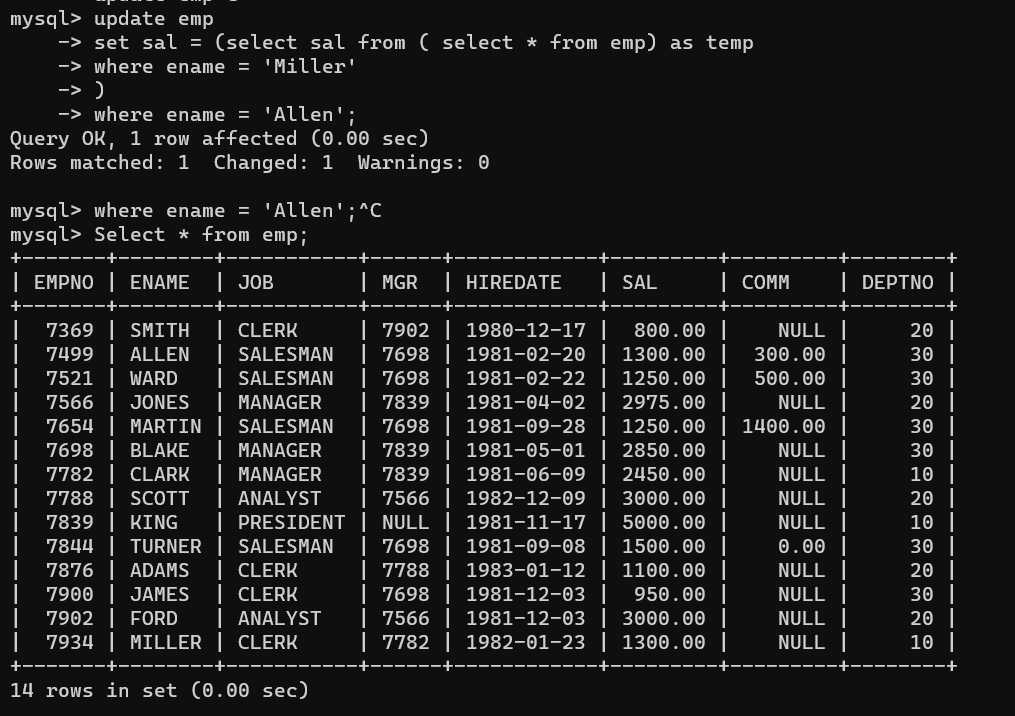 mysql> update emp
    -> set sal = (select sal from ( select * from emp) as temp
    -> where ename = 'Miller'
    -> )
    -> where ename = 'Allen';
Query OK, 1 row affected (0.00 sec)
Rows matched: 1  Changed: 1  Warnings: 0

mysql> where ename = 'Allen';^C
mysql> Select * from emp;
+-------+--------+-----------+------+------------+---------+---------+--------+
| EMPNO | ENAME  | JOB       | MGR  | HIREDATE   | SAL     | COMM    | DEPTNO |
+-------+--------+-----------+------+------------+---------+---------+--------+
|  7369 | SMITH  | CLERK     | 7902 | 1980-12-17 |  800.00 |    NULL |     20 |
|  7499 | ALLEN  | SALESMAN  | 7698 | 1981-02-20 | 1300.00 |  300.00 |     30 |
|  7521 | WARD   | SALESMAN  | 7698 | 1981-02-22 | 1250.00 |  500.00 |     30 |
|  7566 | JONES  | MANAGER   | 7839 | 1981-04-02 | 2975.00 |    NULL |     20 |
|  7654 | MARTIN | SALESMAN  | 7698 | 1981-09-28 | 1250.00 | 1400.00 |     30 |
|  7698 | BLAKE  | MANAGER   | 7839 | 1981-05-01 | 2850.00 |    NULL |     30 |
|  7782 | CLARK  | MANAGER   | 7839 | 1981-06-09 | 2450.00 |    NULL |     10 |
|  7788 | SCOTT  | ANALYST   | 7566 | 1982-12-09 | 3000.00 |    NULL |     20 |
|  7839 | KING   | PRESIDENT | NULL | 1981-11-17 | 5000.00 |    NULL |     10 |
|  7844 | TURNER | SALESMAN  | 7698 | 1981-09-08 | 1500.00 |    0.00 |     30 |
|  7876 | ADAMS  | CLERK     | 7788 | 1983-01-12 | 1100.00 |    NULL |     20 |
|  7900 | JAMES  | CLERK     | 7698 | 1981-12-03 |  950.00 |    NULL |     30 |
|  7902 | FORD   | ANALYST   | 7566 | 1981-12-03 | 3000.00 |    NULL |     20 |
|  7934 | MILLER | CLERK     | 7782 | 1982-01-23 | 1300.00 |    NULL |     10 |
+-------+--------+-----------+------+------------+---------+---------+--------+
14 rows in set (0.00 sec)